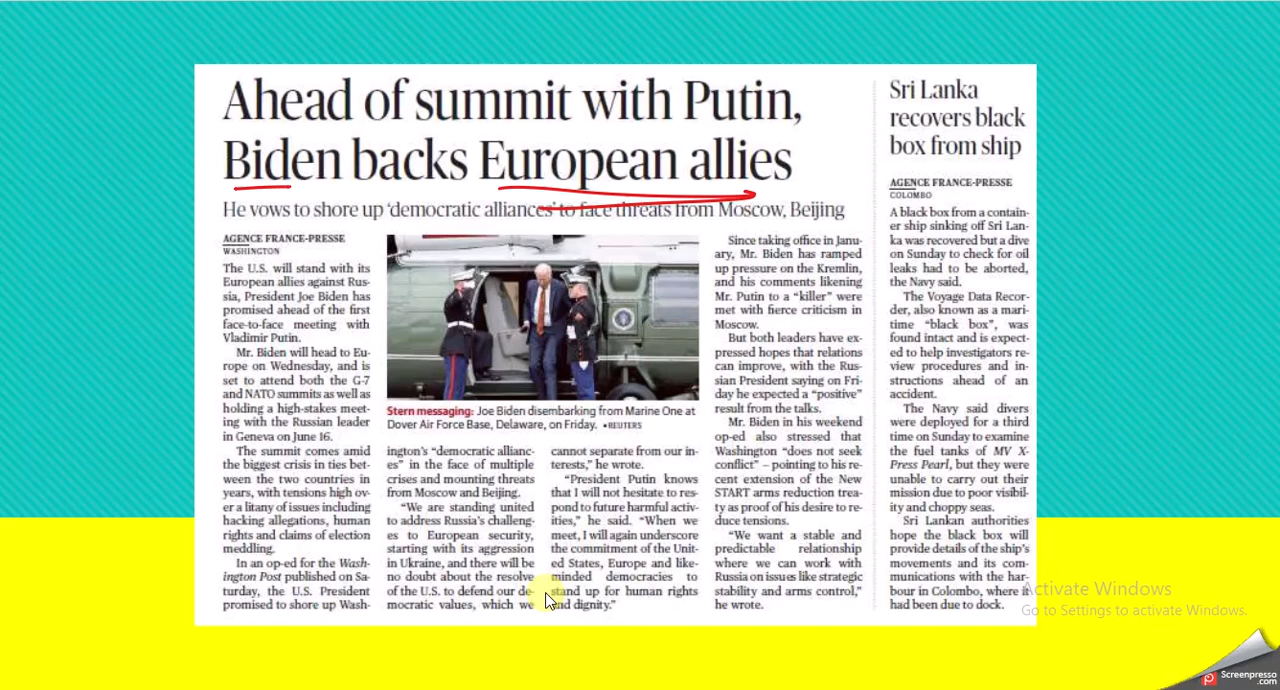 Ahead of summit with Putin,
Biden backs European allies
He vows to shore up ‘democratic alliances’ to face threats from Moscow, Beijing
AGENCE FRANCE-PRESSE
WASHINGTON
The U.S. will stand with its
European allies against Rus-
sia, President Joe Biden has
promised ahead of the first
face-to-face meeting with
Vladimir Putin.
Mr. Biden will head to Eu-
rope on Wednesday, and is
set to attend both the G-7
and NATO summits as well as
holding a high-stakes meet-
ing with the Russian leader
in Geneva on June 16.
The summit comes amid
the biggest crisis in ties bet-
ween the two countries in
years, with tensions high ov-
er a litany of issues including
hacking allegations, human
rights and claims of election
meddling.
In an op-ed for the Wash-
ington Post published on Sa-
turday, the U.S. President
promised to shore up Wash-
Stern messaging: Joe Biden disembarking from Marine One at
Dover Air Force Base, Delaware, on Friday. •REUTERS
ington’s “democratic allianc-
es” in the face of multiple
crises and mounting threats
from Moscow and Beijing.
“We are standing united
to address Russia’s challeng-
es to European security,
starting with its aggression
in Ukraine, and there will be
no doubt about the resolve
of the U.S. to defend our de-
mocratic values, which we
cannot separate from our in-
terests,” he wrote.
“President Putin knows
that I will not hesitate to res-
pond to future harmful activ-
ities,” he said. “When we
meet, I will again underscore
the commitment of the Unit-
ed States, Europe and like-
minded democracies to
stand up for human rights
and dignity.”
Since taking office in Janu-
ary, Mr. Biden has ramped
up pressure on the Kremlin,
and his comments likening
Mr. Putin to a “killer” were
met with fierce criticism in
Moscow.
But both leaders have ex-
pressed hopes that relations
can improve, with the Rus-
sian President saying on Fri-
day he expected a “positive”
result from the talks.
Mr. Biden in his weekend
op-ed also stressed that
Washington “does not seek
conflict” – pointing to his re-
cent extension of the New
START arms reduction trea-
ty as proof of his desire to re-
duce tensions.
“We want a stable and
predictable relationship
where we can work with
Russia on issues like strategic
stability and arms control,”
he wrote.
Sri Lanka
recovers black
box from ship
AGENCE FRANCE-PRESSE
COLOMBO
A black box from a contain-
er ship sinking off Sri Lan-
ka was recovered but a dive
on Sunday to check for oil
leaks had to be aborted,
the Navy said.
The Voyage Data Recor-
der, also known as a mari-
time “black box”, was
found intact and is expect-
ed to help investigators re-
view procedures and in-
structions ahead of an
accident.
The Navy said divers
were deployed for a third
time on Sunday to examine
the fuel tanks of MV X-
Press Pearl, but they were
unable to carry out their
mission due to poor visibil-
ity and choppy seas.
Sri Lankan authorities
hope the black box will
provide details of the ship’s
movements and its com-
munications with the har-
bour in Colombo, where it
had been due to dock.
Activate Windows
Go to Settings to activate Windows.
Screenpresso
.com